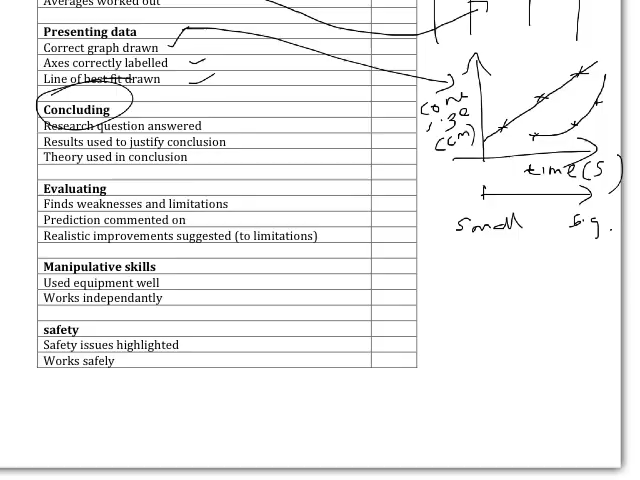 Averages worked out
Presenting data
Correct graph drawn
Axes correctly labelled
Line of best fit drawn
Concluding
Research question answered
Results used to justify conclusion
Theory used in conclusion
Evaluating
Finds weaknesses and limitations
Prediction commented on
Realistic improvements suggested (to limitations)
Manipulative skills
Used equipment well
Works independantly
safety
Safety issues highlighted
Works safely
(cm)
time (s)
small